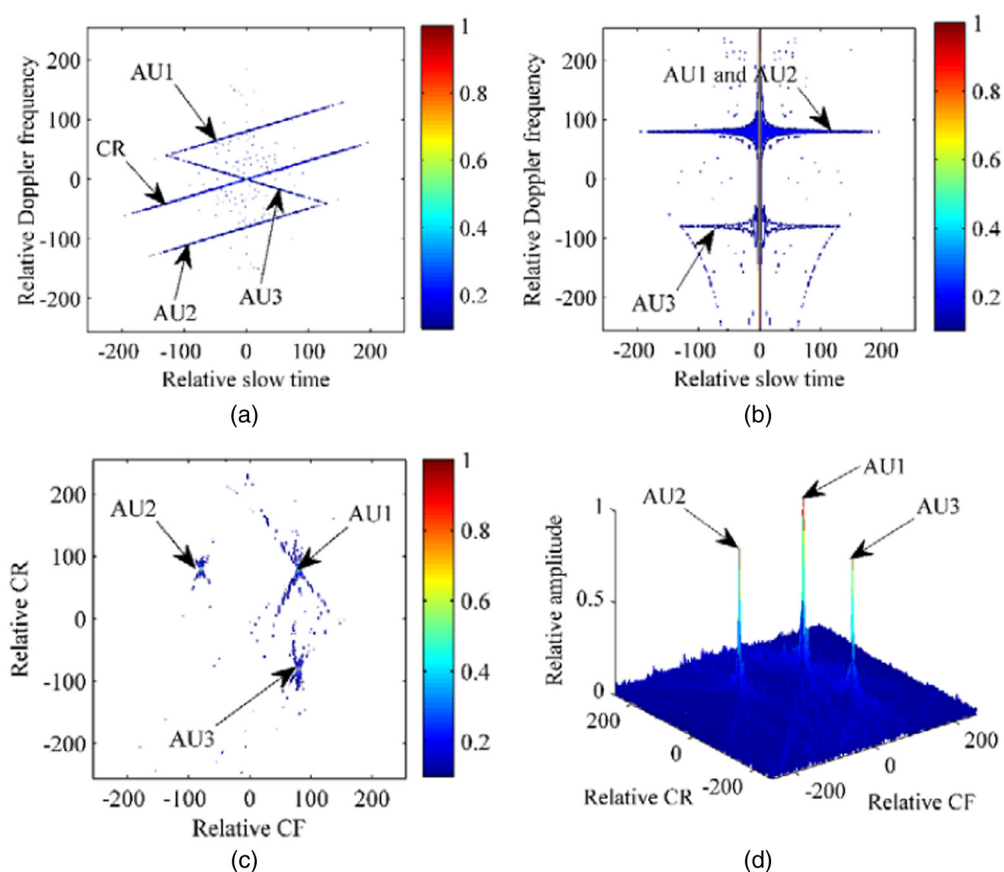 200
100
0
-100
-200
Relative Doppler frequency
AU1
CR
AU2
AU3
-200 -100 0 100 200
Relative slow time
1
0.8
0.6
0.4
0.2
(a)
200
100
0
-100
-200
Relative Doppler frequency
AU1 and AU2
AU3
-200 -100 0 100 200
Relative slow time
1
0.8
0.6
0.4
0.2
(b)
200
100
0
-100
-200
Relative CR
AU2
AU1
AU3
-200 -100 0 100 200
Relative CF
1
0.8
0.6
0.4
0.2
(c)
AU1
AU2
AU3
1
0.5
0
Relative amplitude
200
0
-200
Relative CR
-200
0
200
Relative CF
(d)